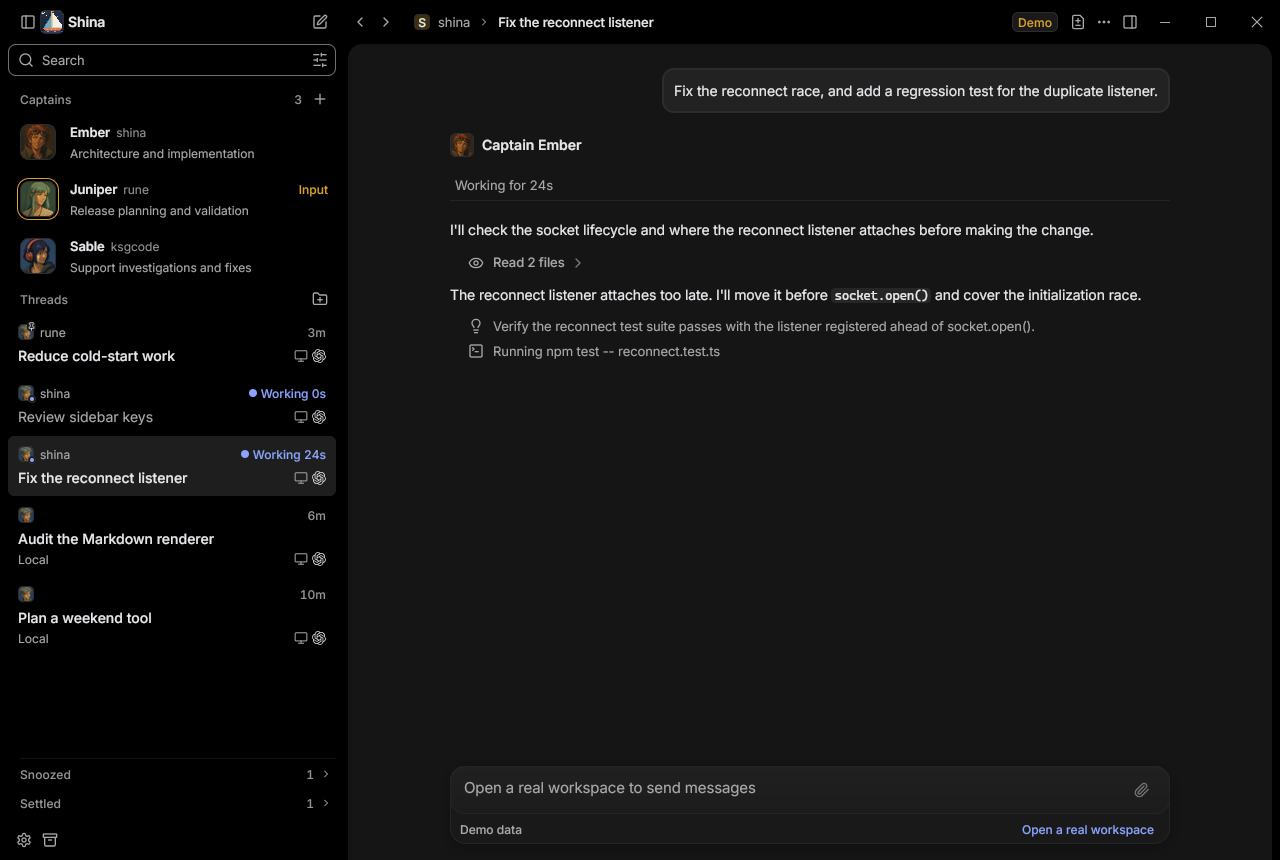 Shina
Search
Captains 3
Ember shina
Architecture and implementation
Juniper rune Input
Release planning and validation
Sable ksgcode
Support investigations and fixes
Threads
rune 3m
Reduce cold-start work
shina Working 0s
Review sidebar keys
shina Working 24s
Fix the reconnect listener
6m
Audit the Markdown renderer
Local
10m
Plan a weekend tool
Local
Snoozed 1
Settled 1
S shina Fix the reconnect listener Demo
Fix the reconnect race, and add a regression test for the duplicate listener.
Captain Ember
Working for 24s
I'll check the socket lifecycle and where the reconnect listener attaches before making the change.
Read 2 files
The reconnect listener attaches too late. I'll move it before socket.open() and cover the initialization race.
Verify the reconnect test suite passes with the listener registered ahead of socket.open().
Running npm test -- reconnect.test.ts
Open a real workspace to send messages
Demo data Open a real workspace